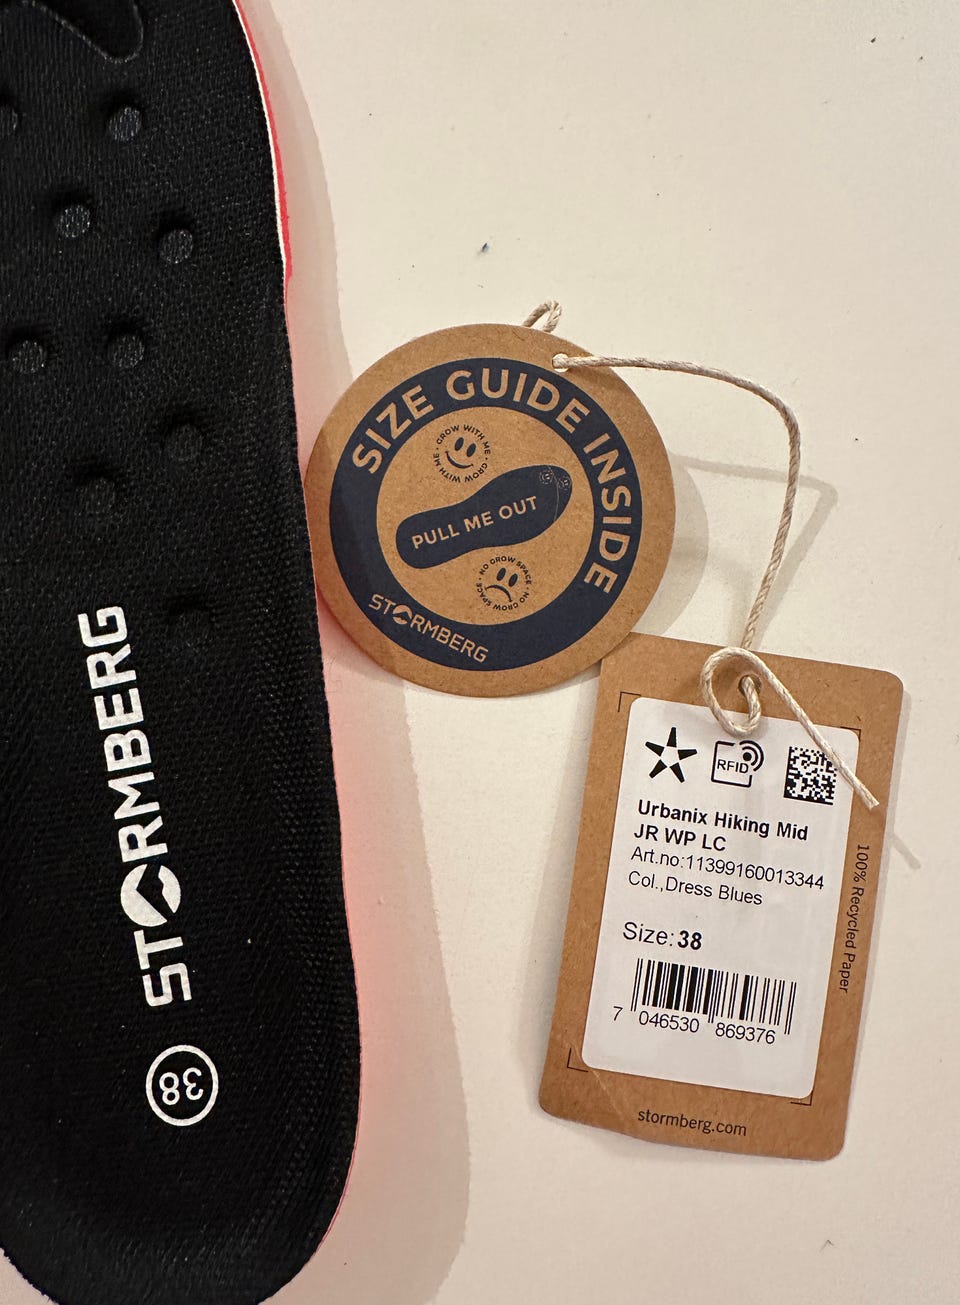 STORMBERG
38
SIZE GUIDE INSIDE
GROW WITH ME • GROW WITH ME •
PULL ME OUT
NO GROW SPACE • NO GROW SPACE •
STORMBERG
RFID
Urbanix Hiking Mid
JR WP LC
Art.no:11399160013344
Col.,Dress Blues
Size: 38
7 046530 869376
100% Recycled Paper
stormberg.com